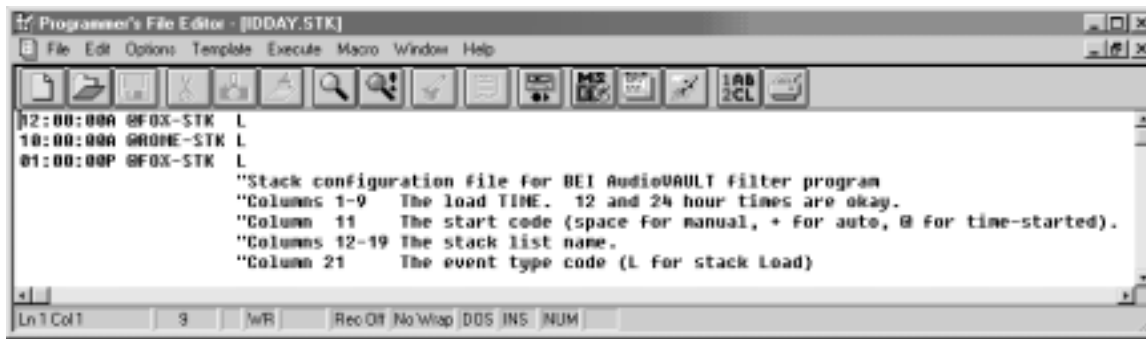 Programmer's File Editor - [IDDAY.STK]
File Edit Options Template Execute Macro Window Help
MS DOS 1AB 2CL
12:00:00A @FOX-STK L
10:00:00A @ROME-STK L
01:00:00P @FOX-STK L
"Stack configuration file for BEI AudioVAULT filter program
"Columns 1-9 The load TIME. 12 and 24 hour times are okay.
"Column 11 The start code (space for manual, + for auto, @ for time-started).
"Columns 12-19 The stack list name.
"Column 21 The event type code (L for stack Load)
Ln 1 Col 1 9 WR Rec Off No Wrap DOS INS NUM